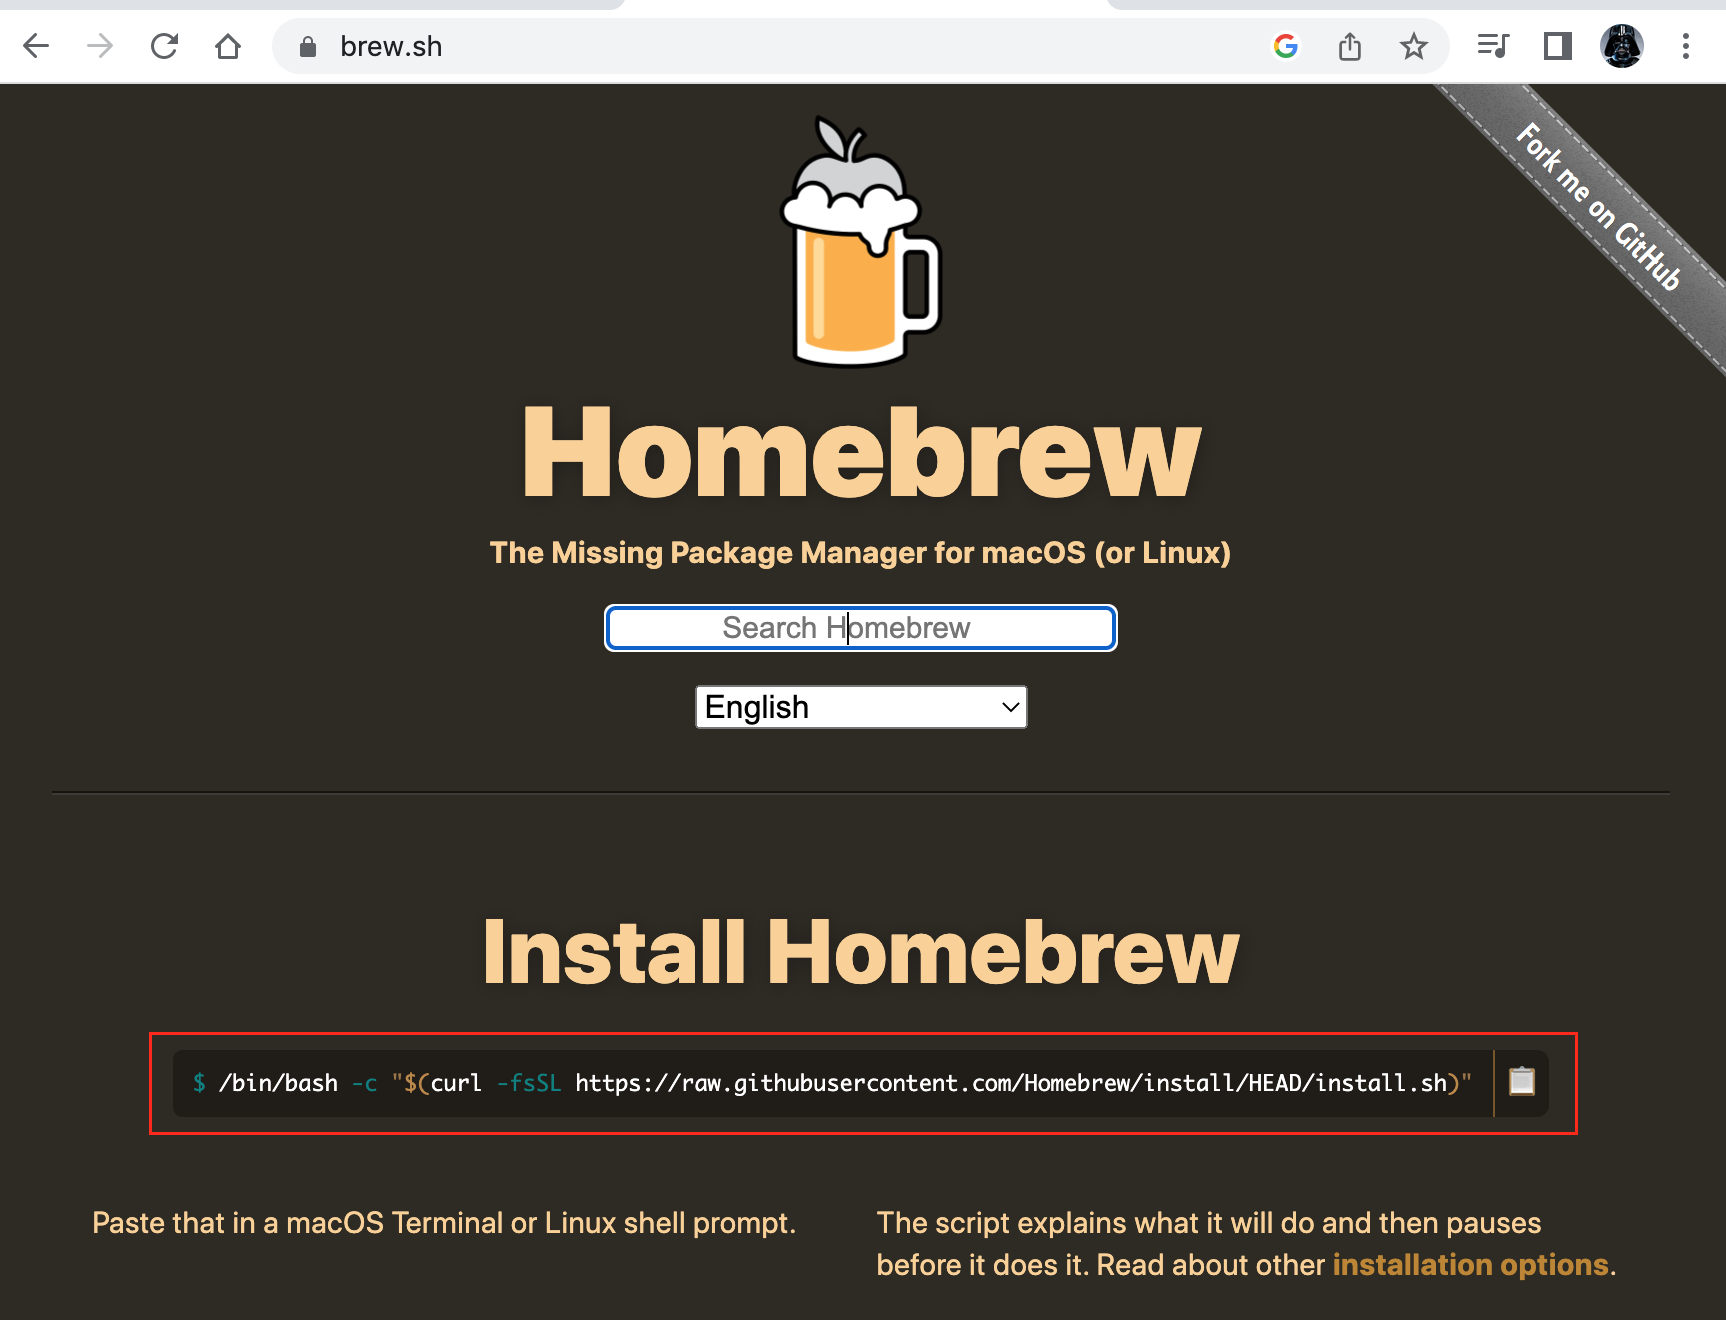 brew.sh
Fork me on GitHub
Homebrew
The Missing Package Manager for macOS (or Linux)
Search Homebrew
English
Install Homebrew
$ /bin/bash -c "$(curl -fsSL https://raw.githubusercontent.com/Homebrew/install/HEAD/install.sh)"
Paste that in a macOS Terminal or Linux shell prompt.
The script explains what it will do and then pauses
before it does it. Read about other installation options.